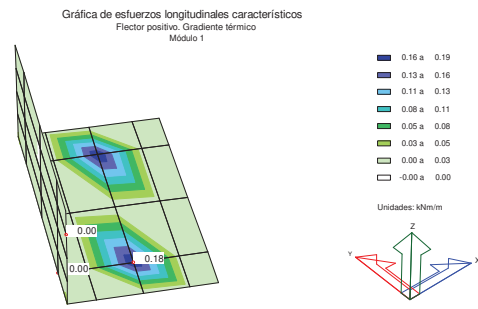 Gráfica de esfuerzos longitudinales característicos
Flector positivo. Gradiente térmico
Módulo 1
0.16 a 0.19
0.13 a 0.16
0.11 a 0.13
0.08 a 0.11
0.05 a 0.08
0.03 a 0.05
0.00 a 0.03
-0.00 a 0.00
Unidades: kNm/m
0.00
0.18
0.00
Z
Y
X